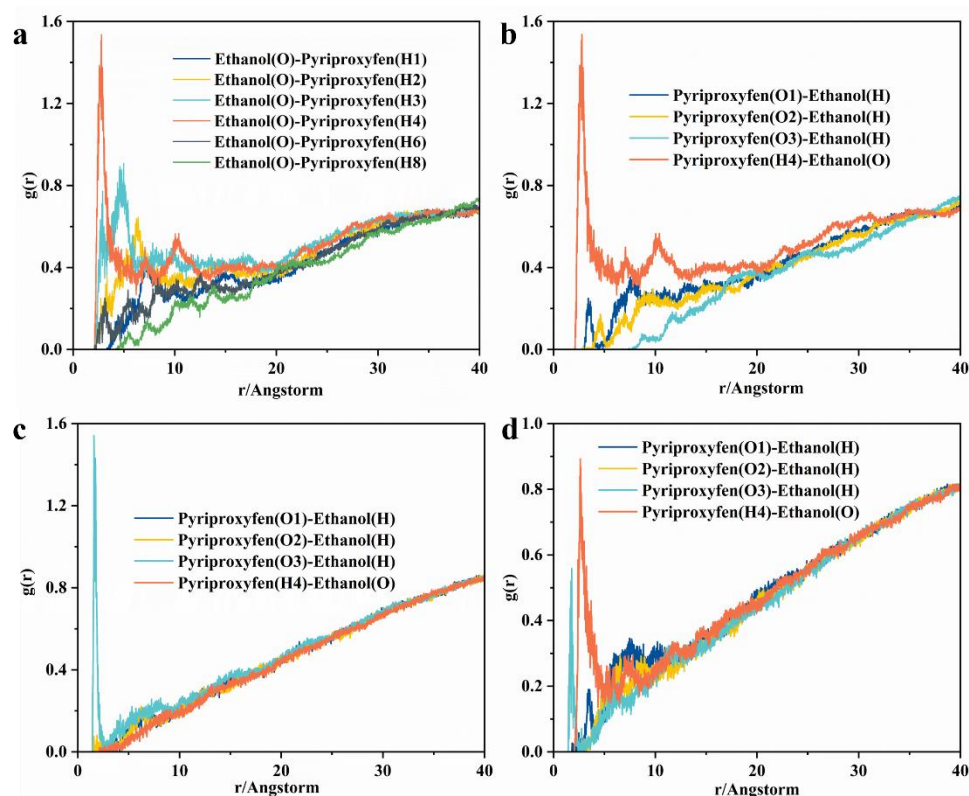 a
1.6
1.2
0.8
0.4
0.0
g(r)
Ethanol(O)-Pyriproxyfen(H1)
Ethanol(O)-Pyriproxyfen(H2)
Ethanol(O)-Pyriproxyfen(H3)
Ethanol(O)-Pyriproxyfen(H4)
Ethanol(O)-Pyriproxyfen(H6)
Ethanol(O)-Pyriproxyfen(H8)
0 10 20 30 40
r/Angstorm
b
1.6
1.2
0.8
0.4
0.0
g(r)
Pyriproxyfen(O1)-Ethanol(H)
Pyriproxyfen(O2)-Ethanol(H)
Pyriproxyfen(O3)-Ethanol(H)
Pyriproxyfen(H4)-Ethanol(O)
0 10 20 30 40
r/Angstorm
c
1.6
1.2
0.8
0.4
0.0
g(r)
Pyriproxyfen(O1)-Ethanol(H)
Pyriproxyfen(O2)-Ethanol(H)
Pyriproxyfen(O3)-Ethanol(H)
Pyriproxyfen(H4)-Ethanol(O)
0 10 20 30 40
r/Angstorm
d
1.0
0.8
0.6
0.4
0.2
0.0
g(r)
Pyriproxyfen(O1)-Ethanol(H)
Pyriproxyfen(O2)-Ethanol(H)
Pyriproxyfen(O3)-Ethanol(H)
Pyriproxyfen(H4)-Ethanol(O)
0 10 20 30 40
r/Angstorm